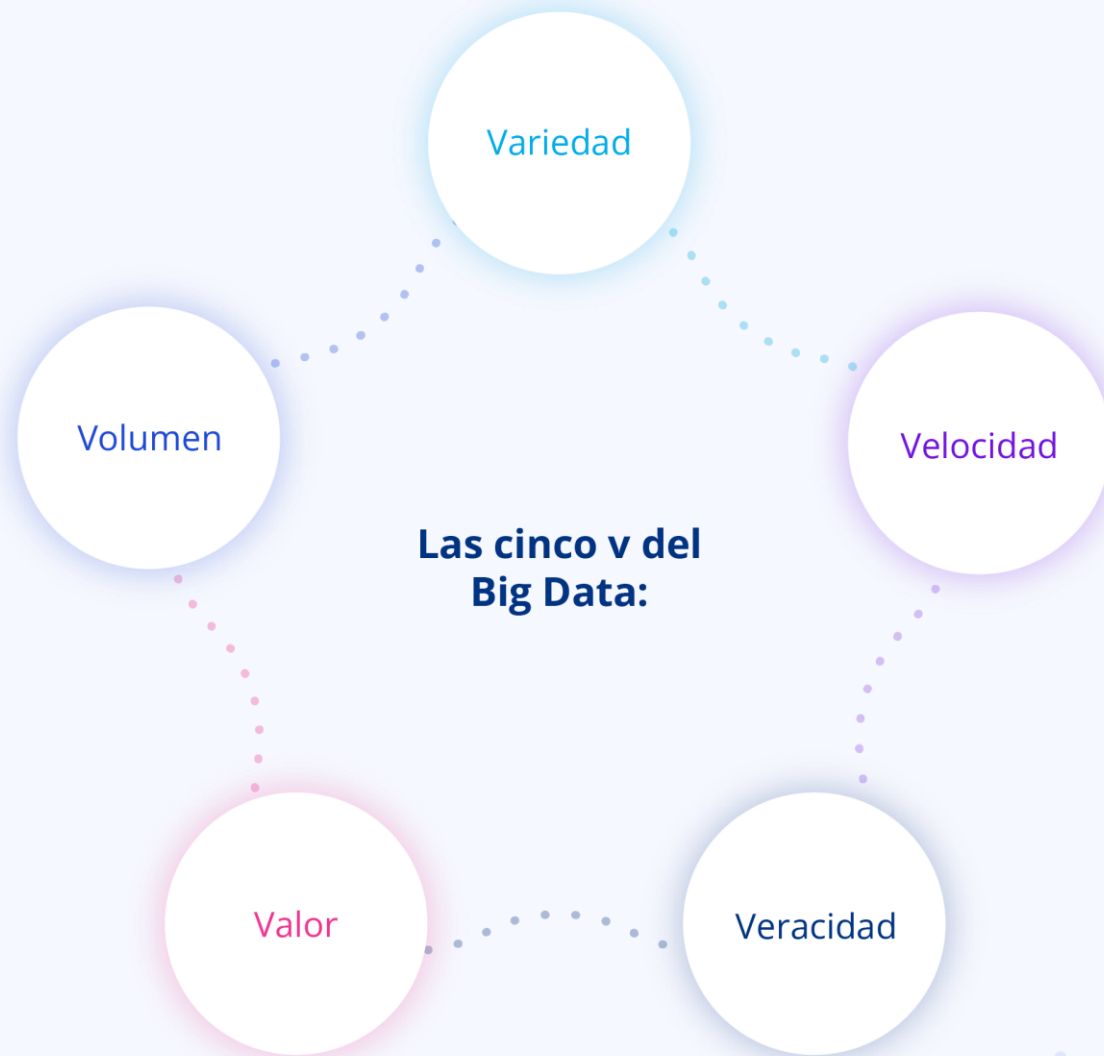 Variedad
Volumen
Velocidad
Las cinco v del
Big Data:
Valor
Veracidad